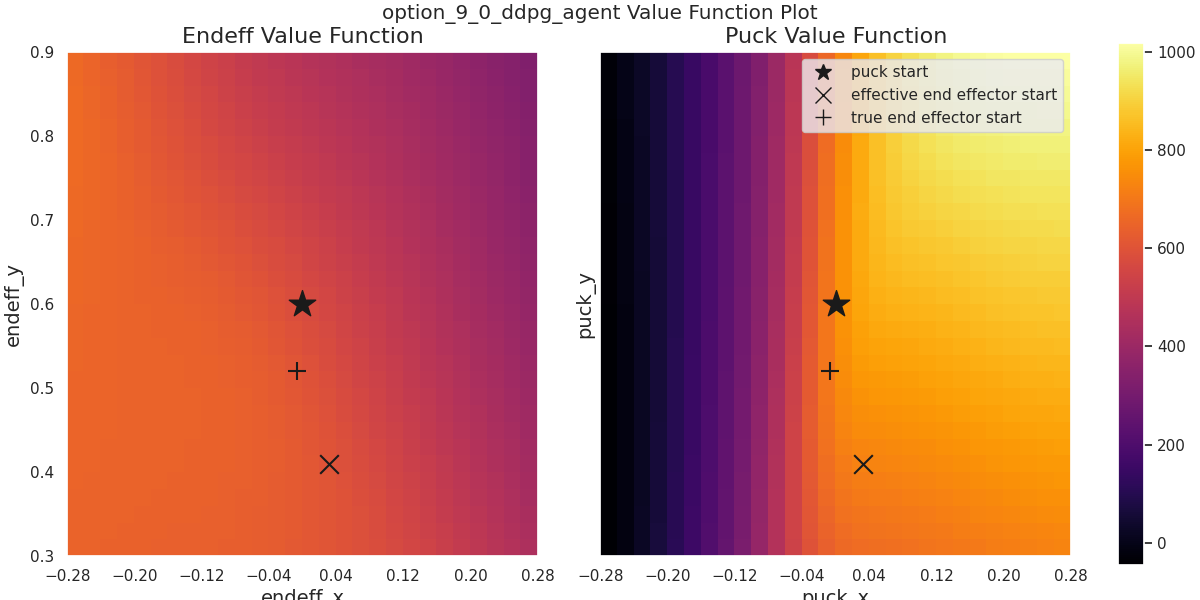 option_9_0_ddpg_agent Value Function Plot
Endeff Value Function
Puck Value Function
puck start
effective end effector start
true end effector start
endeff_y
0.9
0.8
0.7
0.6
0.5
0.4
0.3
−0.28 −0.20 −0.12 −0.04 0.04 0.12 0.20 0.28
endeff_x
puck_y
−0.28 −0.20 −0.12 −0.04 0.04 0.12 0.20 0.28
puck_x
1000
800
600
400
200
0